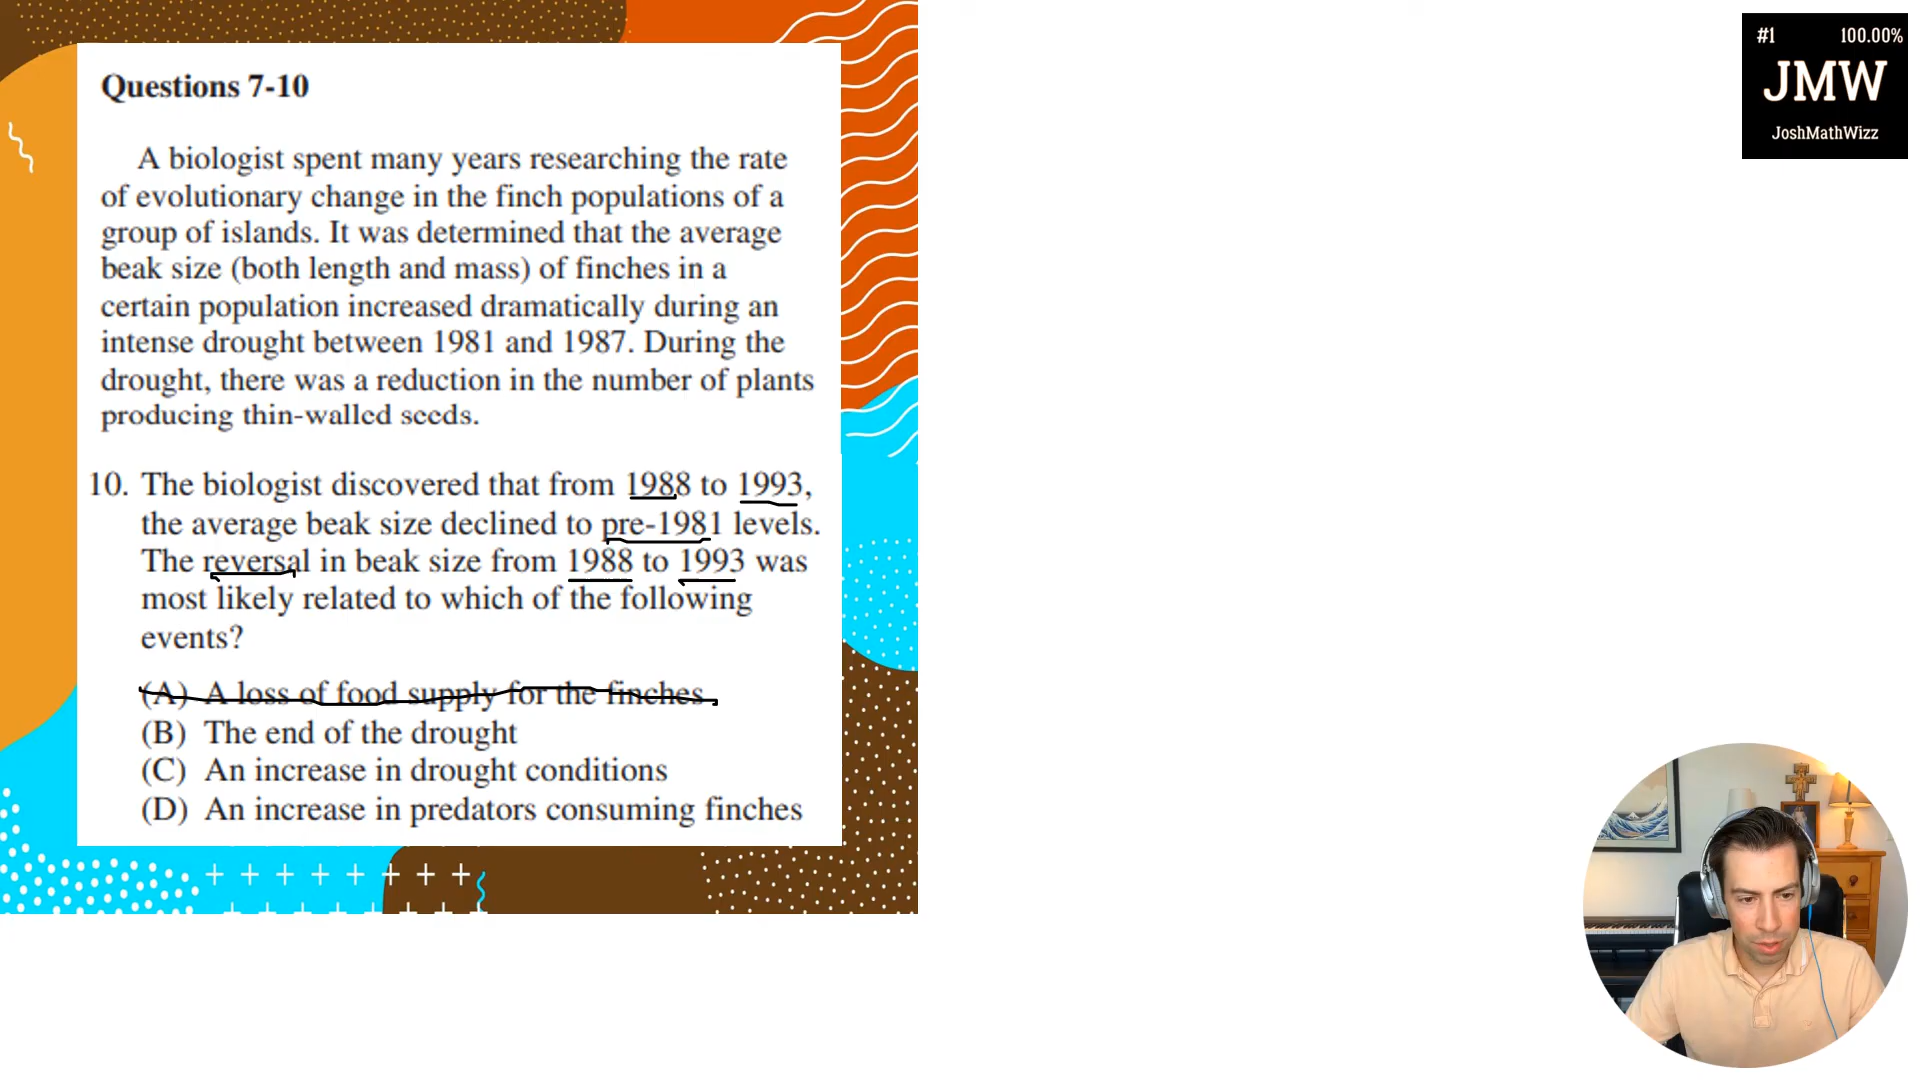 Questions 7-10
A biologist spent many years researching the rate
of evolutionary change in the finch populations of a
group of islands. It was determined that the average
beak size (both length and mass) of finches in a
certain population increased dramatically during an
intense drought between 1981 and 1987. During the
drought, there was a reduction in the number of plants
producing thin-walled seeds.
10. The biologist discovered that from 1988 to 1993,
the average beak size declined to pre-1981 levels.
The reversal in beak size from 1988 to 1993 was
most likely related to which of the following
events?
(A) A loss of food supply for the finches
(B) The end of the drought
(C) An increase in drought conditions
(D) An increase in predators consuming finches
#1 100.00%
JMW
JoshMathWizz